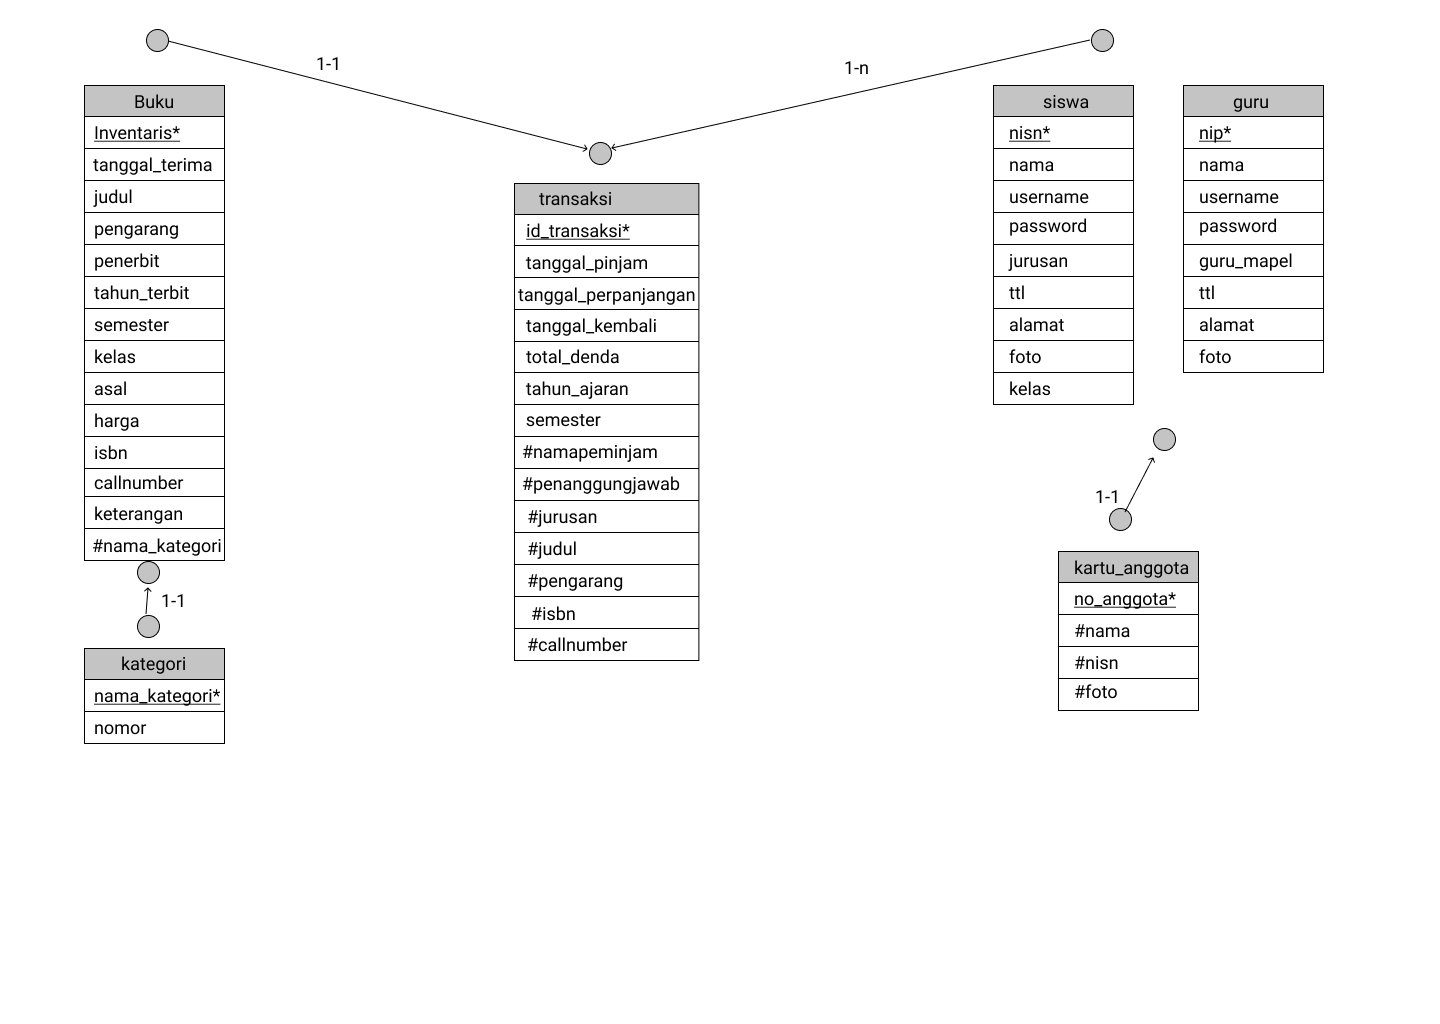 1-1
1-n
Buku
Inventaris*
tanggal_terima
judul
pengarang
penerbit
tahun_terbit
semester
kelas
asal
harga
isbn
callnumber
keterangan
#nama_kategori
1-1
kategori
nama_kategori*
nomor
transaksi
id_transaksi*
tanggal_pinjam
tanggal_perpanjangan
tanggal_kembali
total_denda
tahun_ajaran
semester
#namapeminjam
#penanggungjawab
#jurusan
#judul
#pengarang
#isbn
#callnumber
siswa
nisn*
nama
username
password
jurusan
ttl
alamat
foto
kelas
guru
nip*
nama
username
password
guru_mapel
ttl
alamat
foto
1-1
kartu_anggota
no_anggota*
#nama
#nisn
#foto